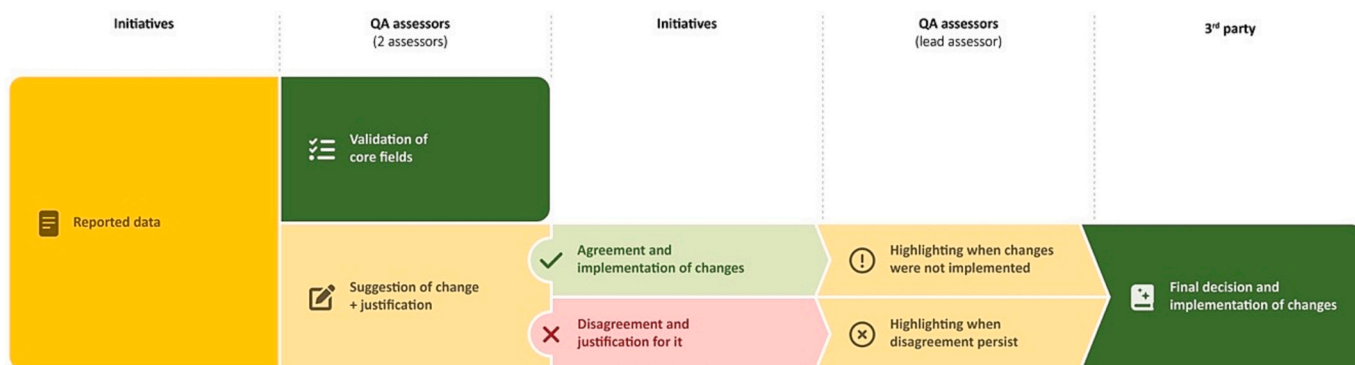 Initiatives
QA assessors
(2 assessors)
Initiatives
QA assessors
(lead assessor)
3rd party
Reported data
Validation of
core fields
Suggestion of change
+ justification
Agreement and
implementation of changes
Disagreement and
justification for it
Highlighting when changes
were not implemented
Highlighting when
disagreement persist
Final decision and
implementation of changes